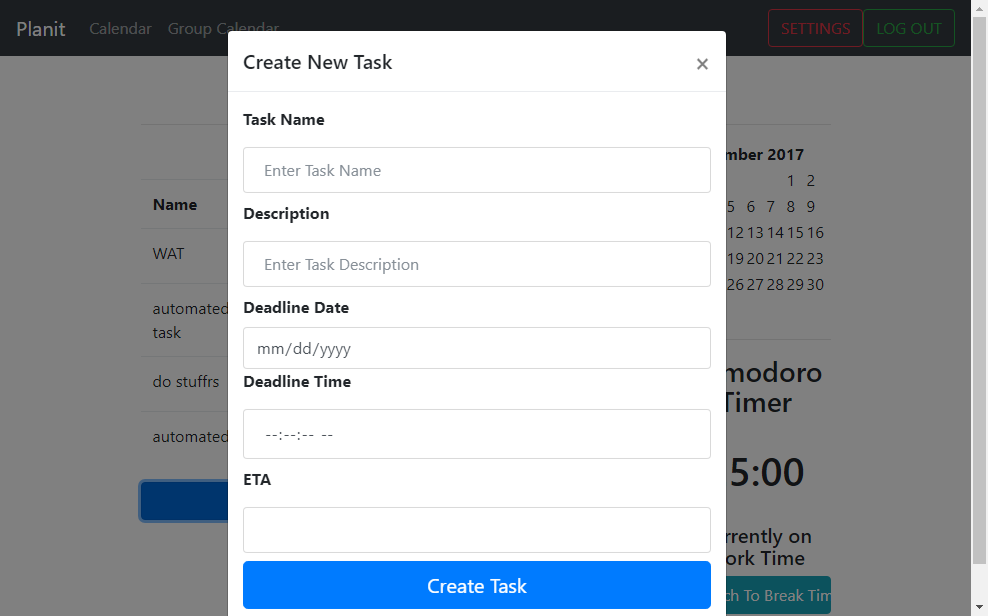 Planit Calendar Group Calendar SETTINGS LOG OUT
Create New Task ×
Task Name
Enter Task Name
Description
Enter Task Description
Deadline Date
mm/dd/yyyy
Deadline Time
--:--:-- --
ETA
Create Task
Name
WAT
automated
task
do stuffrs
automated
mber 2017
1 2
5 6 7 8 9
12 13 14 15 16
19 20 21 22 23
26 27 28 29 30
modoro
Timer
5:00
rrently on
ork Time
ch To Break Tim